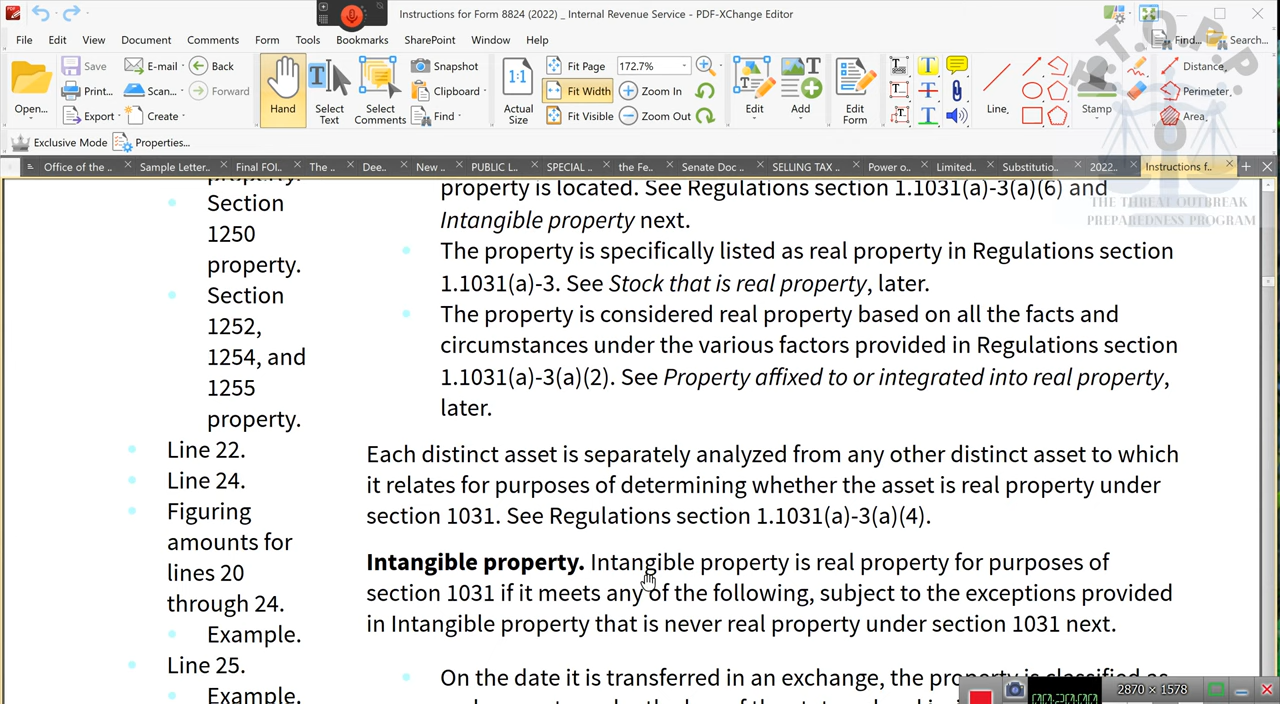 Instructions for Form 8824 (2022) _ Internal Revenue Service - PDF-XChange Editor
File Edit View Document Comments Form Tools Bookmarks SharePoint Window Help
Find... Search...
Open... Save Print... Export E-mail Scan... Create Back Forward
Hand Select Text Select Comments Snapshot Clipboard Find
1:1 Actual Size Fit Page Fit Width Fit Visible 172.7% Zoom In Zoom Out
Edit Add Edit Form Line, Stamp Distance, Perimeter, Area,
Exclusive Mode Properties...
Office of the .. Sample Letter.. Final FOI.. The .. Dee.. New .. PUBLIC L.. SPECIAL .. the Fe.. Senate Doc .. SELLING TAX .. Power o.. Limited.. Substitutio.. 2022.. Instructions f..
T.O.P.P
THE THREAT OUTBREAK
PREPAREDNESS PROGRAM
property.
Section
1250
property.
Section
1252,
1254, and
1255
property.
Line 22.
Line 24.
Figuring
amounts for
lines 20
through 24.
Example.
Line 25.
Example.
property is located. See Regulations section 1.1031(a)-3(a)(6) and
Intangible property next.
The property is specifically listed as real property in Regulations section
1.1031(a)-3. See Stock that is real property, later.
The property is considered real property based on all the facts and
circumstances under the various factors provided in Regulations section
1.1031(a)-3(a)(2). See Property affixed to or integrated into real property,
later.
Each distinct asset is separately analyzed from any other distinct asset to which
it relates for purposes of determining whether the asset is real property under
section 1031. See Regulations section 1.1031(a)-3(a)(4).
Intangible property. Intangible property is real property for purposes of
section 1031 if it meets any of the following, subject to the exceptions provided
in Intangible property that is never real property under section 1031 next.
On the date it is transferred in an exchange, the property is classified as
2870 × 1578